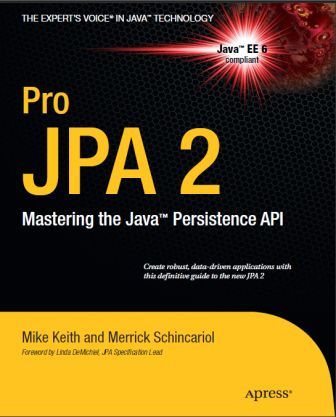 THE EXPERT'S VOICE® IN JAVA™ TECHNOLOGY
Java™ EE 6
compliant
Pro
JPA 2
Mastering the Java™ Persistence API
Create robust, data-driven applications with
this definitive guide to the new JPA 2
Mike Keith and Merrick Schincariol
Foreword by Linda DeMichiel, JPA Specification Lead
Apress®